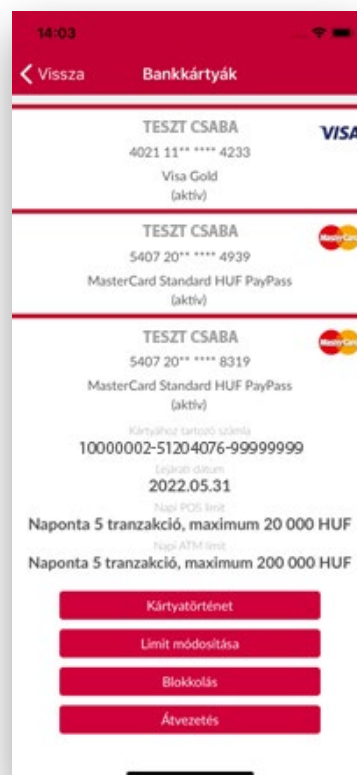 14:03
Vissza
Bankkártyák
TESZT CSABA
VISA
4021 11** **** 4233
Visa Gold
(aktív)
TESZT CSABA
MasterCard
5407 20** **** 4939
MasterCard Standard HUF PayPass
(aktív)
TESZT CSABA
MasterCard
5407 20** **** 8319
MasterCard Standard HUF PayPass
(aktív)
Kártyához tartozó számla
10000002-51204076-99999999
Lejárati dátum
2022.05.31
Napi POS limit
Naponta 5 tranzakció, maximum 20 000 HUF
Napi ATM limit
Naponta 5 tranzakció, maximum 200 000 HUF
Kártyatörténet
Limit módosítása
Blokkolás
Átvezetés